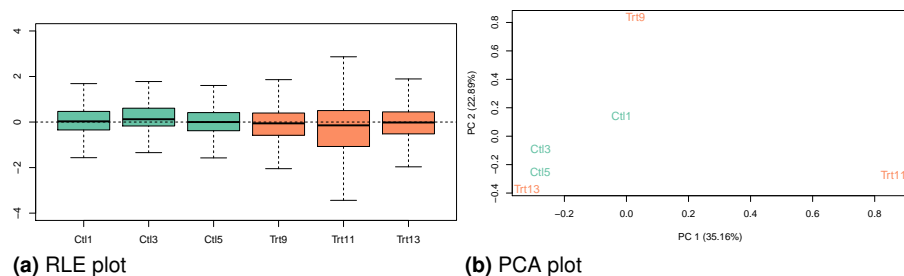 4
2
0
−2
−4
Ctl1 Ctl3 Ctl5 Trt9 Trt11 Trt13
(a) RLE plot
PC 2 (22.89%)
0.8
0.6
0.4
0.2
0.0
−0.2
−0.4
Trt9
Ctl1
Ctl3
Ctl5
Trt13
Trt11
−0.2 0.0 0.2 0.4 0.6 0.8
PC 1 (35.16%)
(b) PCA plot